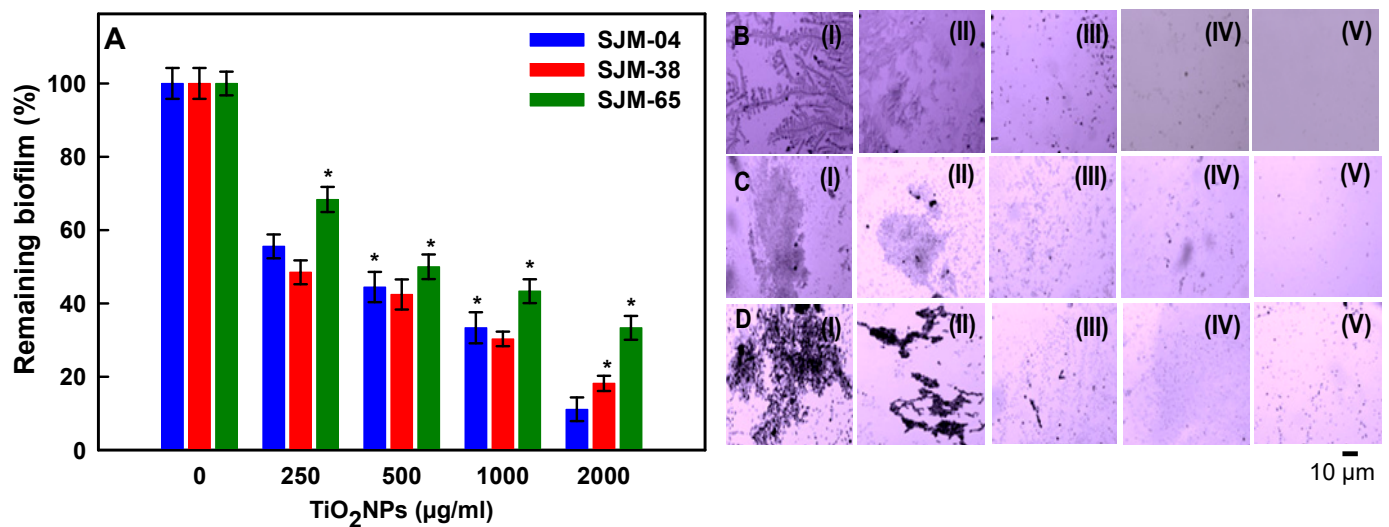 A
SJM-04
SJM-38
SJM-65
Remaining biofilm (%)
100
80
60
40
20
0
* * * * * * * *
0 250 500 1000 2000
TiO₂NPs (µg/ml)
B (I) (II) (III) (IV) (V)
C (I) (II) (III) (IV) (V)
D (I) (II) (III) (IV) (V)
10 µm